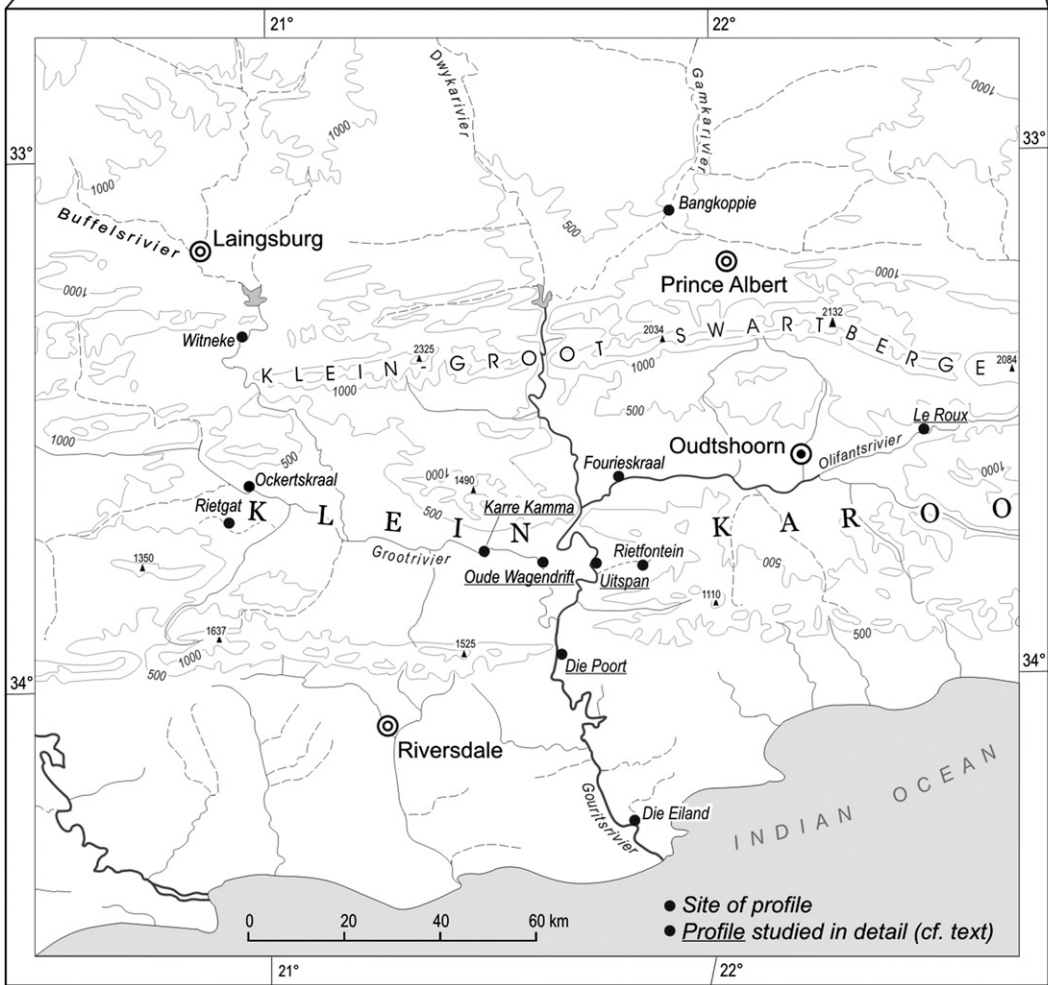 21° 22°
Dwykarivier
Gamkarivier
1000
1000
33° 33°
1000
Buffelsrivier
Bangkoppie
500
Laingsburg
Prince Albert
1000
1000
2132
2034
SWARTBERGE
Witneke
2325
KLEIN-GROOT
1000
1000
2084
500
Le Roux
1000
Oudtshoorn
Olifantsrivier
500
Fourieskraal
1000
1000
Ockertskraal
1490
Rietgat
Karre Kamma
500
KLEIN KAROO
Grootrivier
Rietfontein
1350
Oude Wagendrift
Uitspan
500
1110
1637
1525
500
1000
500
Die Poort
34° 34°
Riversdale
Gouritsrivier
Die Eiland
INDIAN OCEAN
Site of profile
Profile studied in detail (cf. text)
0 20 40 60 km
21° 22°